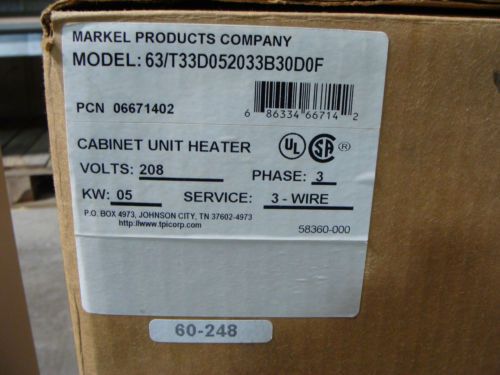 MARKEL PRODUCTS COMPANY
MODEL: 63/T33D052033B30D0F
PCN 06671402
6 86334 66714 2
CABINET UNIT HEATER
UL SA ®
VOLTS: 208 PHASE: 3
KW: 05 SERVICE: 3 - WIRE
P.O. BOX 4973, JOHNSON CITY, TN 37602-4973
http://www.tpicorp.com
58360-000
60-248